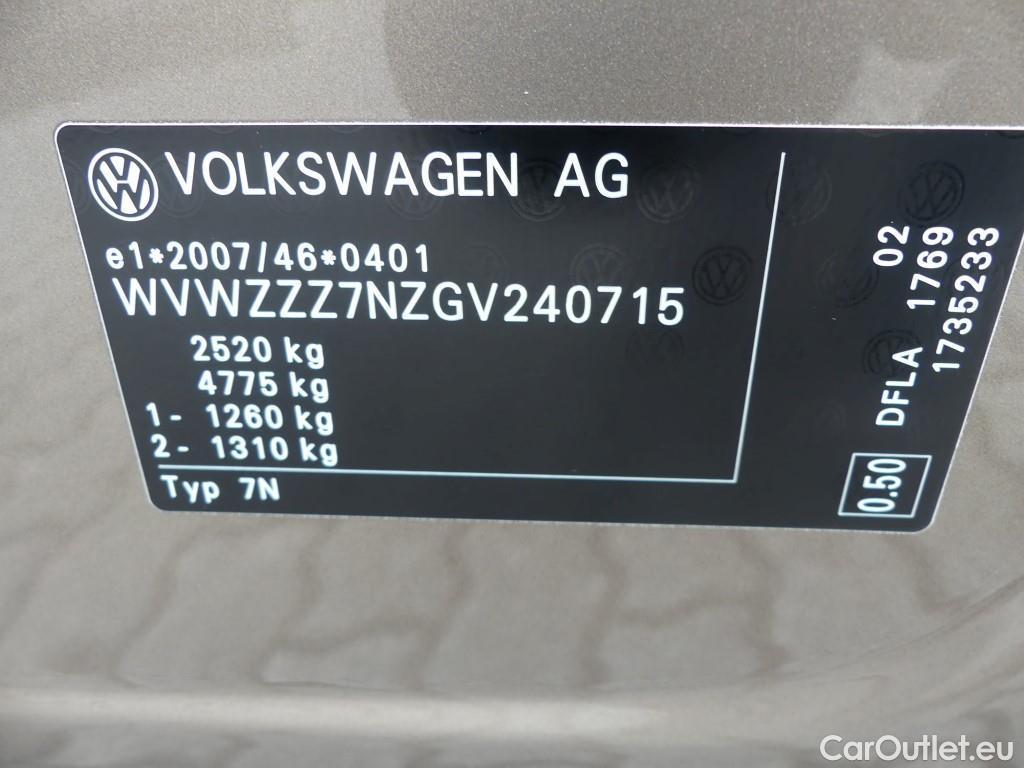 VOLKSWAGEN AG
e1*2007/46*0401
WVWZZZ7NZGV240715
2520 kg
4775 kg
1- 1260 kg
2- 1310 kg
Typ 7N
02
DFLA 1769
1735233
0.50
CarOutlet.eu